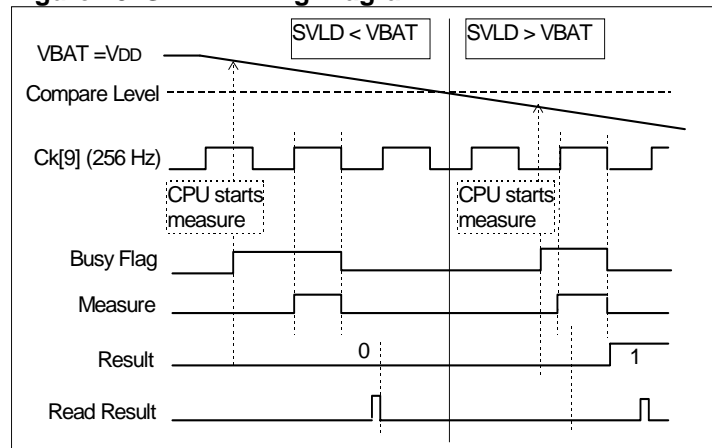 SVLD < VBAT
SVLD > VBAT
VBAT =VDD
Compare Level
Ck[9] (256 Hz)
CPU starts
measure
CPU starts
measure
Busy Flag
Measure
Result
0
1
Read Result